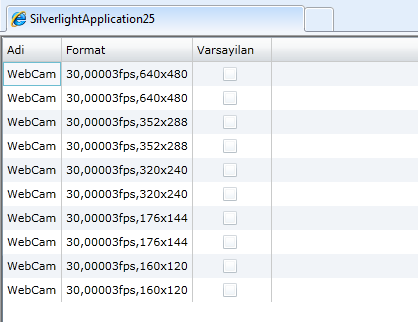 SilverlightApplication25
Adi Format Varsayilan
WebCam 30,00003fps,640x480
WebCam 30,00003fps,640x480
WebCam 30,00003fps,352x288
WebCam 30,00003fps,352x288
WebCam 30,00003fps,320x240
WebCam 30,00003fps,320x240
WebCam 30,00003fps,176x144
WebCam 30,00003fps,176x144
WebCam 30,00003fps,160x120
WebCam 30,00003fps,160x120